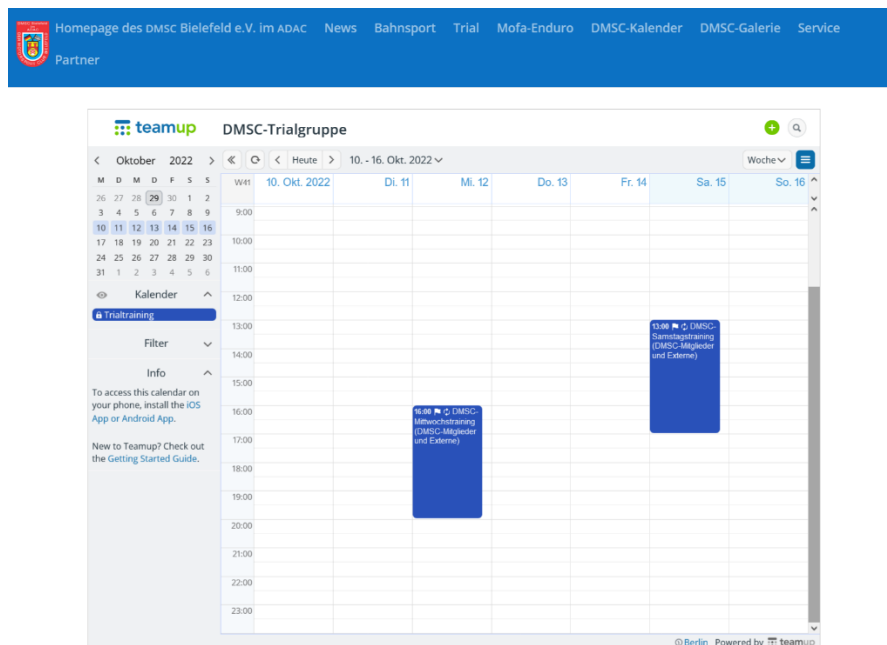 Homepage des DMSC Bielefeld e.V. im ADAC News Bahnsport Trial Mofa-Enduro DMSC-Kalender DMSC-Galerie Service
Partner
teamup DMSC-Trialgruppe
Oktober 2022 Heute 10. - 16. Okt. 2022 Woche
M D M D F S S
26 27 28 29 30 1 2
3 4 5 6 7 8 9
10 11 12 13 14 15 16
17 18 19 20 21 22 23
24 25 26 27 28 29 30
31 1 2 3 4 5 6
Kalender
Trialtraining
Filter
Info
To access this calendar on
your phone, install the iOS
App or Android App.
New to Teamup? Check out
the Getting Started Guide.
W41 10. Okt. 2022 Di. 11 Mi. 12 Do. 13 Fr. 14 Sa. 15 So. 16
9:00
10:00
11:00
12:00
13:00
14:00
15:00
16:00
17:00
18:00
19:00
20:00
21:00
22:00
23:00
16:00 DMSC-
Mittwochstraining
(DMSC-Mitglieder
und Externe)
13:00 DMSC-
Samstagstraining
(DMSC-Mitglieder
und Externe)
Berlin Powered by teamup